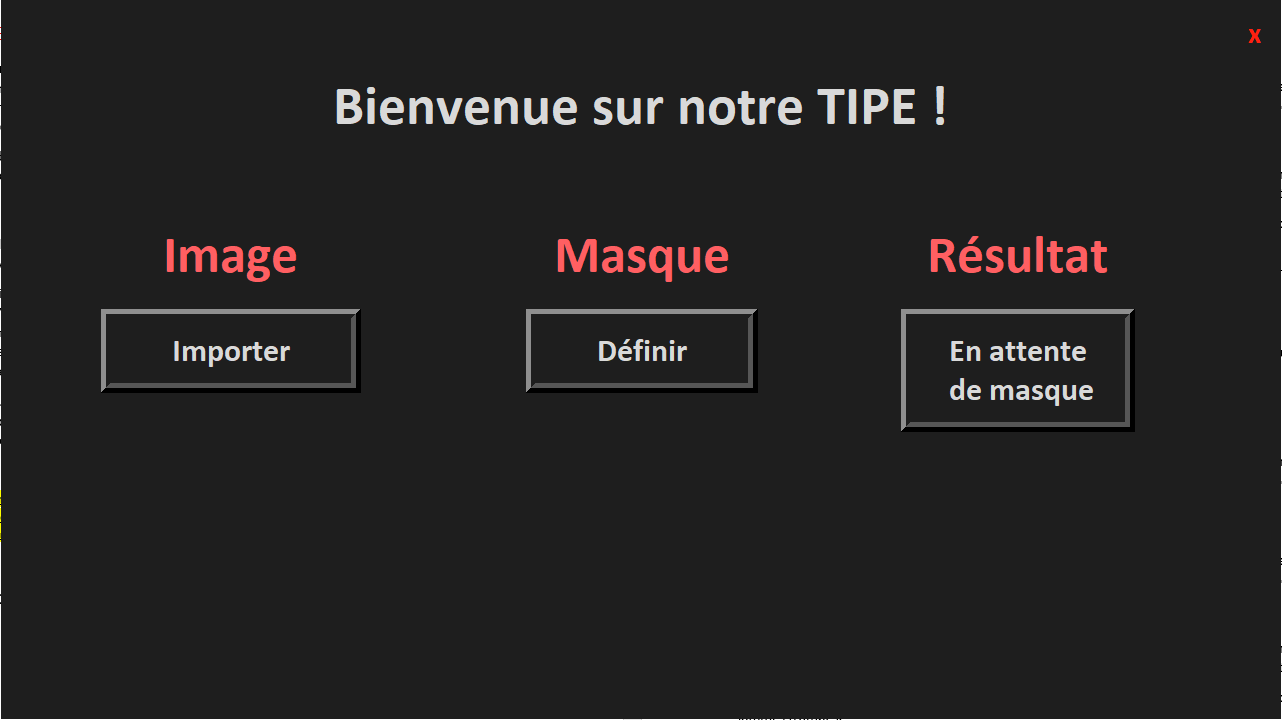 x
Bienvenue sur notre TIPE !
Image
Masque
Résultat
Importer
Définir
En attente
de masque